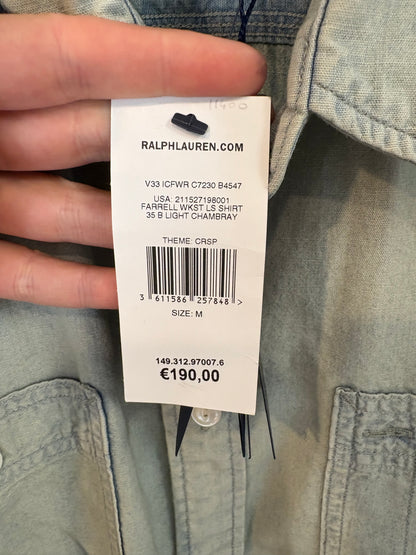 11400
RALPHLAUREN.COM
V33 ICFWR C7230 B4547
USA: 211527198001
FARRELL WKST LS SHIRT
35 B LIGHT CHAMBRAY
THEME: CRSP
3 611586 257848 >
SIZE: M
149.312.97007.6
€190,00